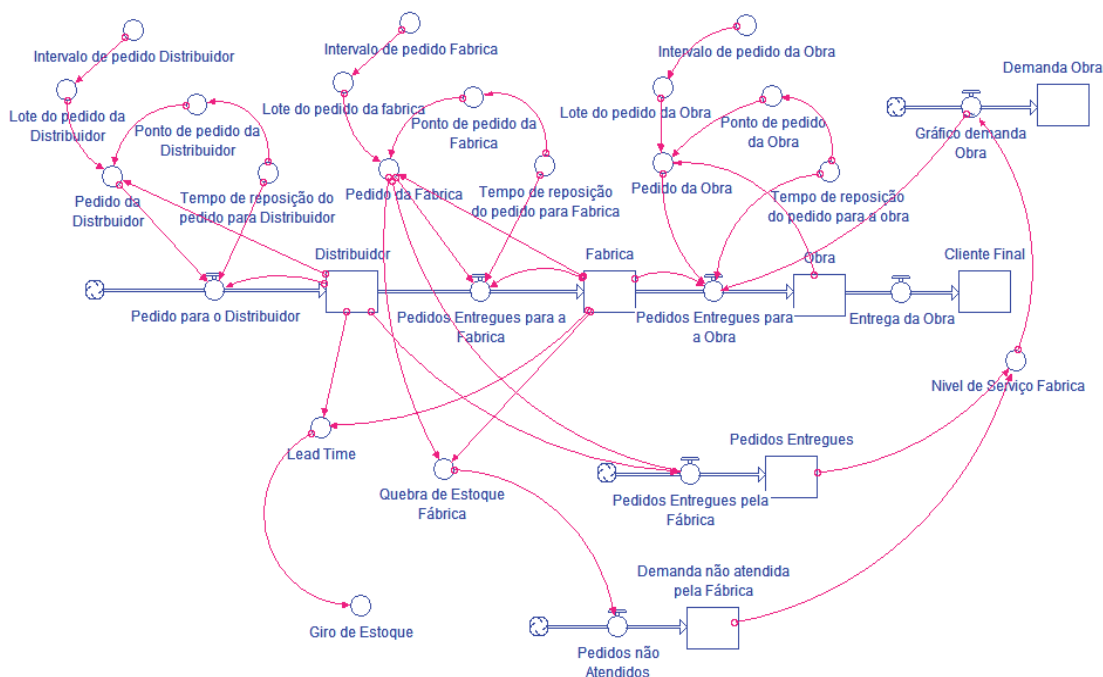 Intervalo de pedido Distribuidor
Intervalo de pedido Fabrica
Intervalo de pedido da Obra
Demanda Obra
Lote do pedido da
Distribuidor
Ponto de pedido da
Distribuidor
Lote do pedido da fabrica
Ponto de pedido da
Fabrica
Lote do pedido da Obra
Ponto de pedido
da Obra
Gráfico demanda
Obra
Pedido da
Distrbuidor
Tempo de reposição do
pedido para Distribuidor
Pedido da Fabrica
Tempo de reposição
do pedido para Fabrica
Pedido da Obra
Tempo de reposição
do pedido para a obra
Distribuidor
Fabrica
Obra
Cliente Final
Pedido para o Distribuidor
Pedidos Entregues para a
Fabrica
Pedidos Entregues para
a Obra
Entrega da Obra
Nivel de Serviço Fabrica
Lead Time
Quebra de Estoque
Fábrica
Pedidos Entregues
Pedidos Entregues pela
Fábrica
Giro de Estoque
Demanda não atendida
pela Fábrica
Pedidos não
Atendidos